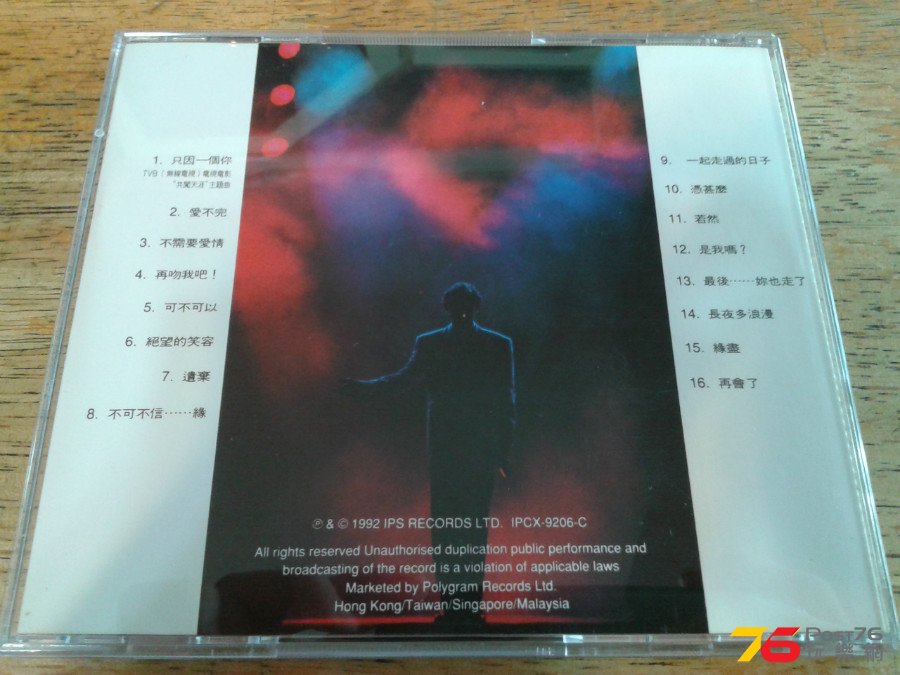 1. 只因一個你
TVB（無線電視）電視電影
"共闖天涯"主題曲
2. 愛不完
3. 不需要愛情
4. 再吻我吧！
5. 可不可以
6. 絕望的笑容
7. 遺棄
8. 不可不信……緣
9. 一起走過的日子
10. 憑甚麼
11. 若然
12. 是我嗎？
13. 最後……妳也走了
14. 長夜多浪漫
15. 緣盡
16. 再會了
℗ & © 1992 IPS RECORDS LTD. IPCX-9206-C
All rights reserved Unauthorised duplication public performance and
broadcasting of the record is a violation of applicable laws
Marketed by Polygram Records Ltd.
Hong Kong/Taiwan/Singapore/Malaysia
76 Post76
玩樂網